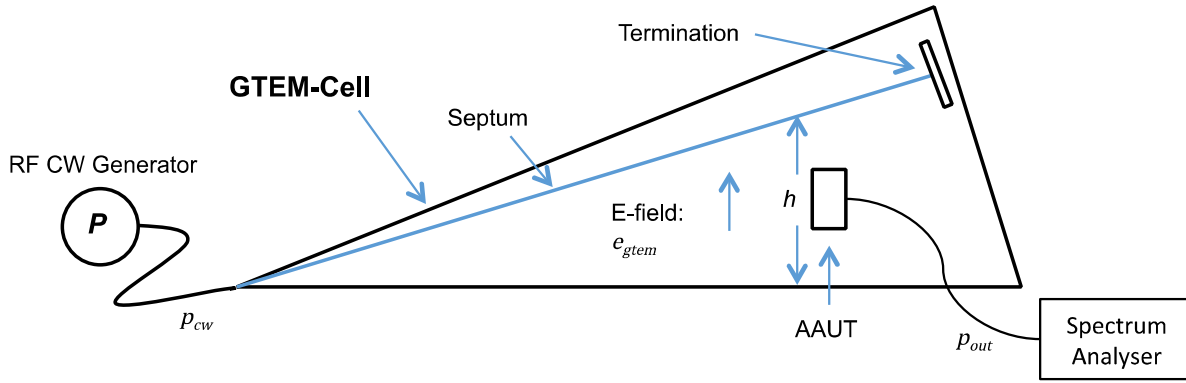 Termination
GTEM-Cell
Septum
RF CW Generator
P
h
E-field:
e_gtem
p_cw
AAUT
p_out
Spectrum
Analyser